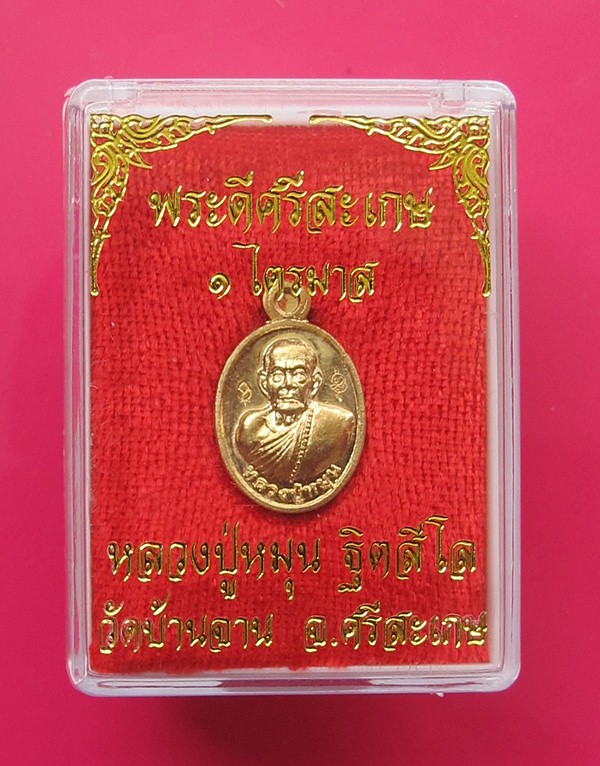 พระดีศรีสะเกษ
๑ ไตรมาส
หลวงปู่หมุน
หลวงปู่หมุน ฐิตสีโล
วัดบ้านจาน จ.ศรีสะเกษ